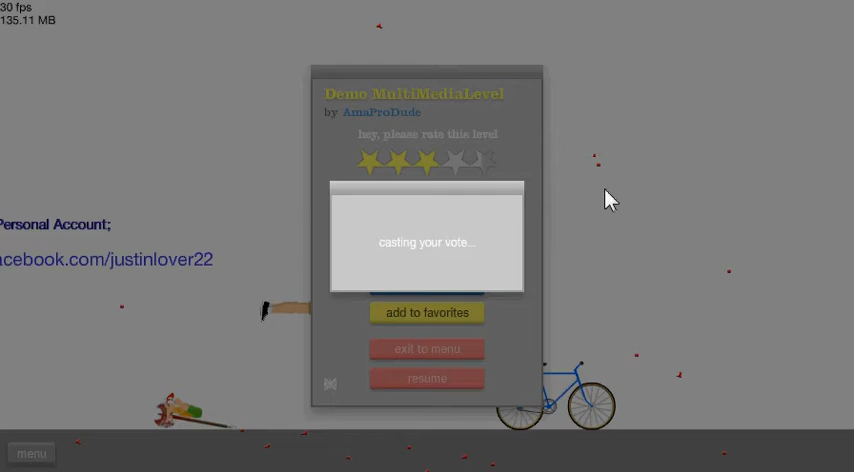 30 fps
135.11 MB
Demo MultiMediaLevel
by AmaProDude
hey, please rate this level
Personal Account;
casting your vote...
acebook.com/justinlover22
add to favorites
exit to menu
resume
menu